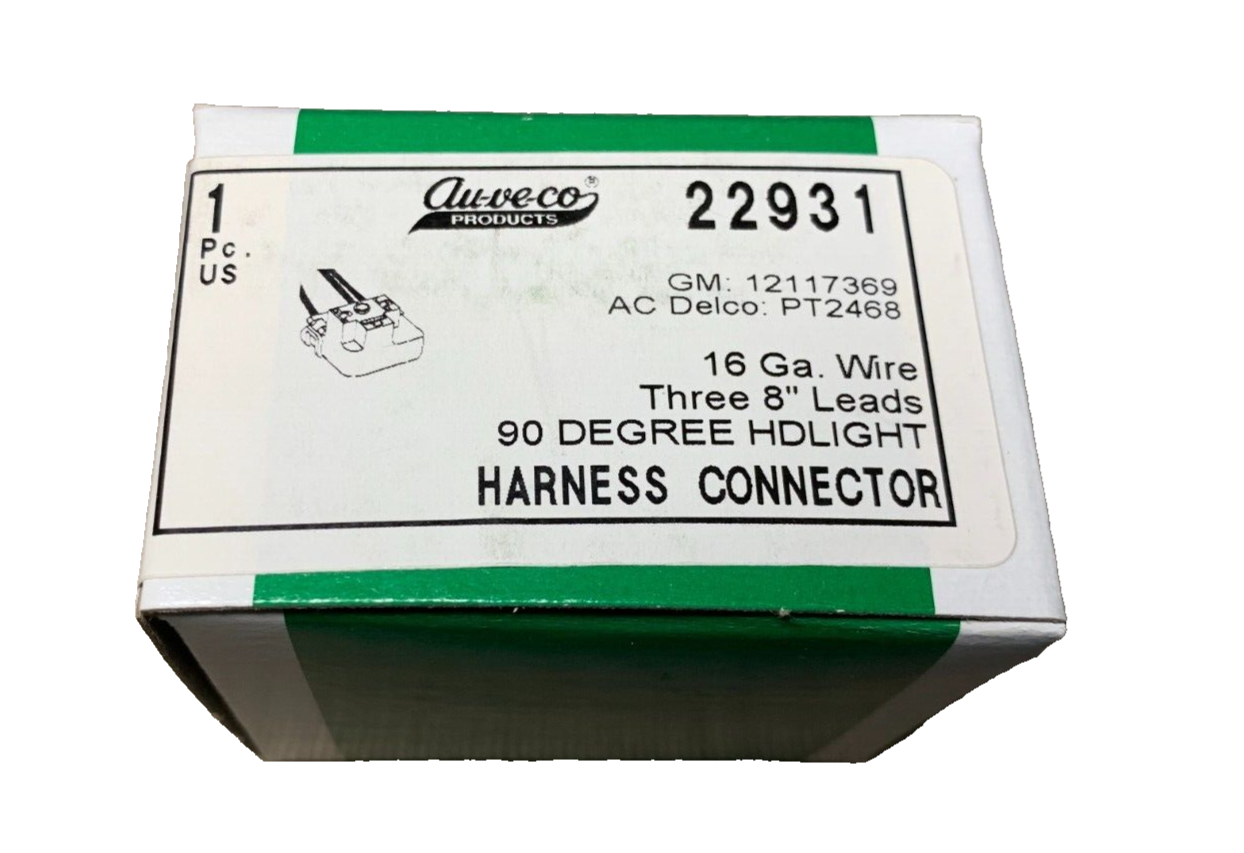 1
Pc.
US
Au-ve-co®
PRODUCTS
22931
GM: 12117369
AC Delco: PT2468
16 Ga. Wire
Three 8" Leads
90 DEGREE HDLIGHT
HARNESS CONNECTOR